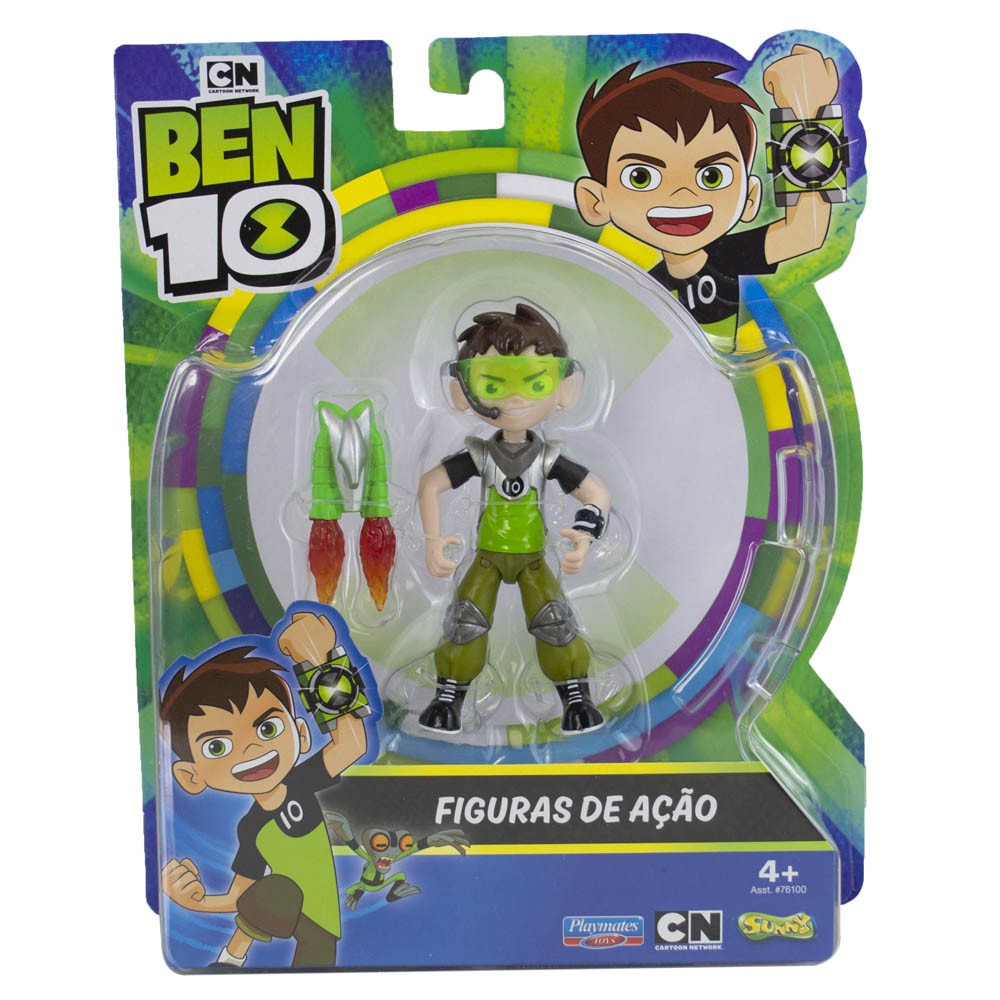 CN
CARTOON NETWORK
BEN
10
10
10
10
FIGURAS DE AÇÃO
4+
Asst. #76100
Playmates
TOYS
CN
CARTOON NETWORK
SUNNY